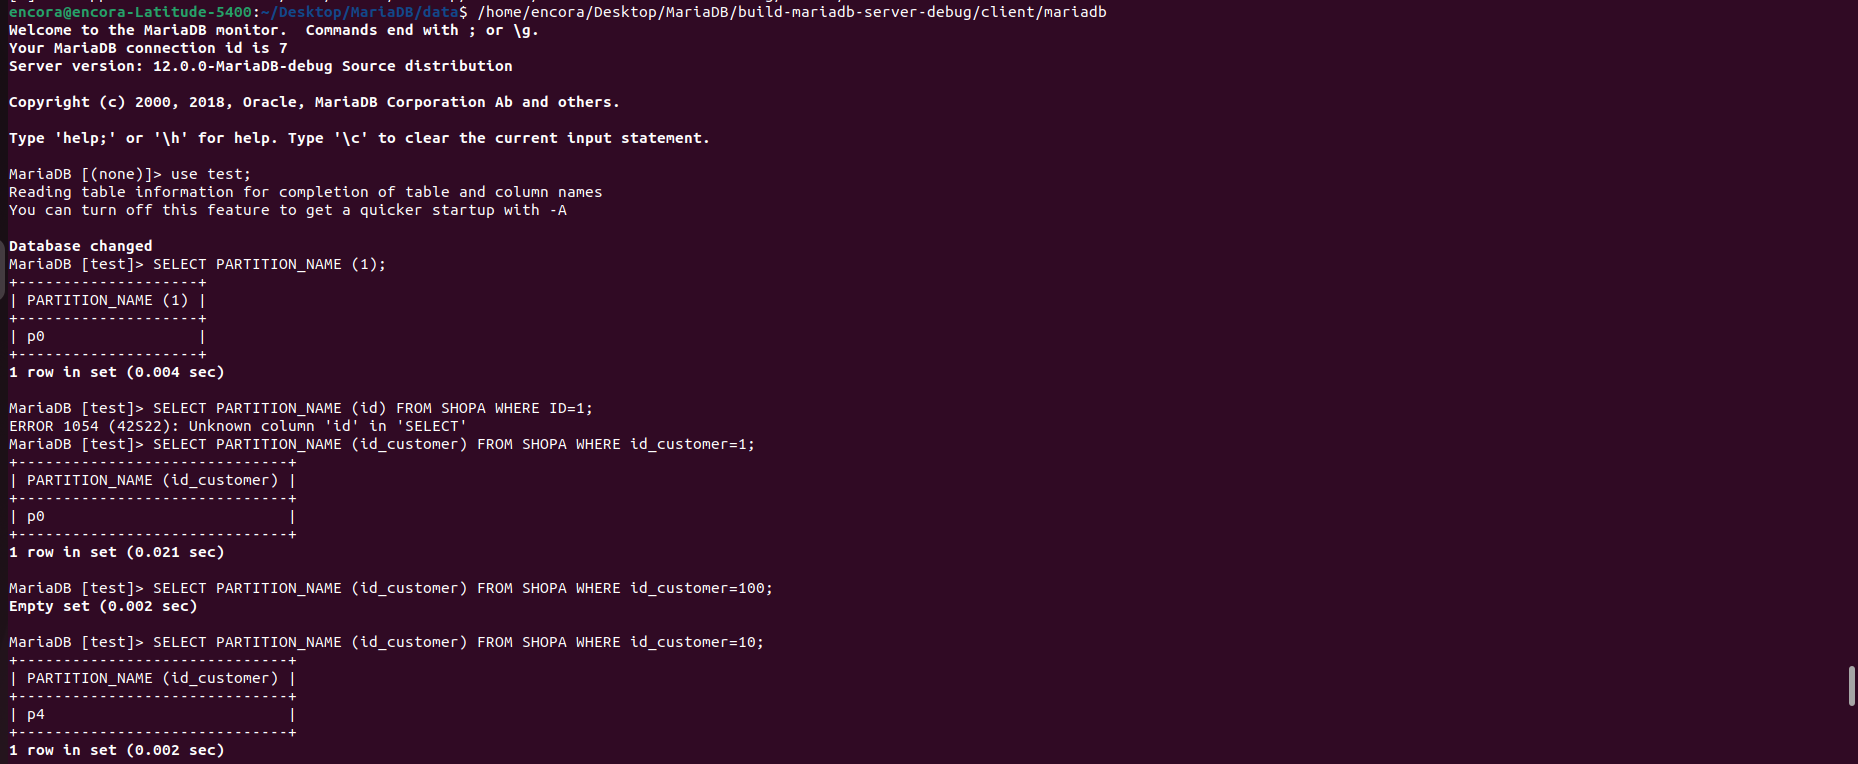 encora@encora-Latitude-5400:~/Desktop/MariaDB/data$ /home/encora/Desktop/MariaDB/build-mariadb-server-debug/client/mariadb
Welcome to the MariaDB monitor.  Commands end with ; or \g.
Your MariaDB connection id is 7
Server version: 12.0.0-MariaDB-debug Source distribution

Copyright (c) 2000, 2018, Oracle, MariaDB Corporation Ab and others.

Type 'help;' or '\h' for help. Type '\c' to clear the current input statement.

MariaDB [(none)]> use test;
Reading table information for completion of table and column names
You can turn off this feature to get a quicker startup with -A

Database changed
MariaDB [test]> SELECT PARTITION_NAME (1);
+--------------------+
| PARTITION_NAME (1) |
+--------------------+
| p0                 |
+--------------------+
1 row in set (0.004 sec)

MariaDB [test]> SELECT PARTITION_NAME (id) FROM SHOPA WHERE ID=1;
ERROR 1054 (42S22): Unknown column 'id' in 'SELECT'
MariaDB [test]> SELECT PARTITION_NAME (id_customer) FROM SHOPA WHERE id_customer=1;
+------------------------------+
| PARTITION_NAME (id_customer) |
+------------------------------+
| p0                           |
+------------------------------+
1 row in set (0.021 sec)

MariaDB [test]> SELECT PARTITION_NAME (id_customer) FROM SHOPA WHERE id_customer=100;
Empty set (0.002 sec)

MariaDB [test]> SELECT PARTITION_NAME (id_customer) FROM SHOPA WHERE id_customer=10;
+------------------------------+
| PARTITION_NAME (id_customer) |
+------------------------------+
| p4                           |
+------------------------------+
1 row in set (0.002 sec)